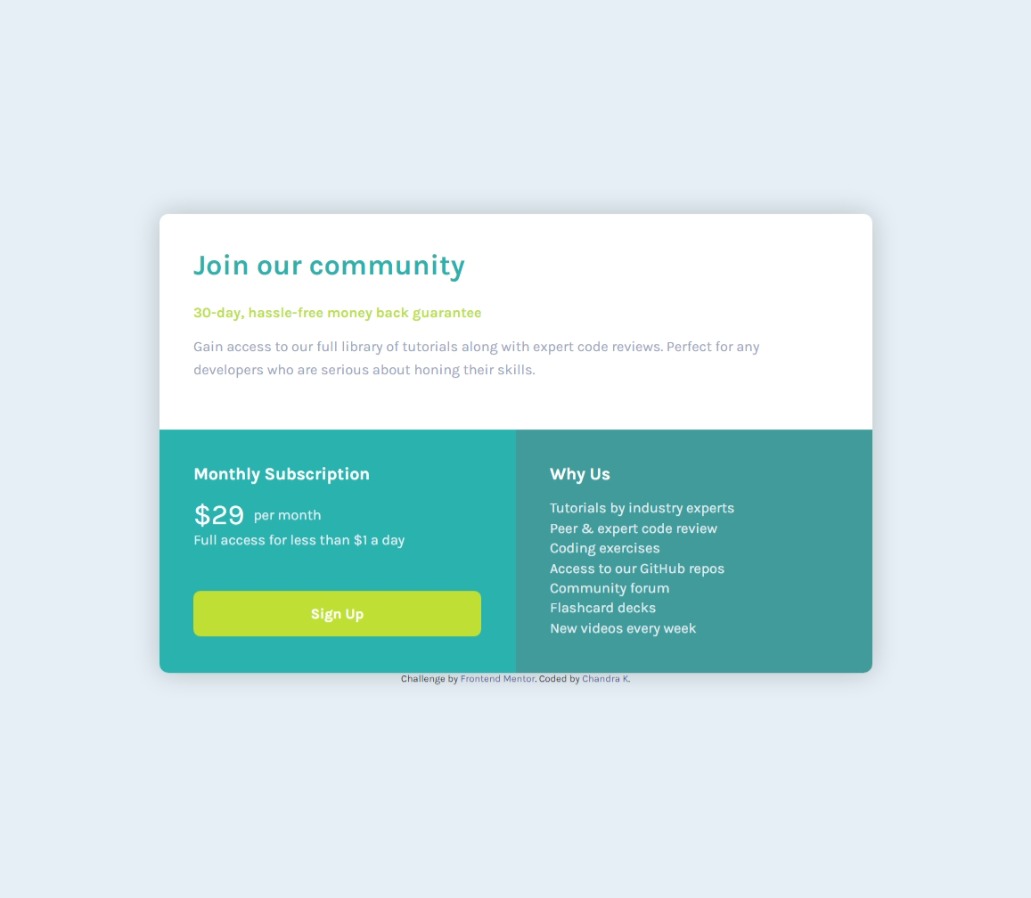 Join our community
30-day, hassle-free money back guarantee
Gain access to our full library of tutorials along with expert code reviews. Perfect for any
developers who are serious about honing their skills.
Monthly Subscription
$29 per month
Full access for less than $1 a day
Sign Up
Why Us
Tutorials by industry experts
Peer & expert code review
Coding exercises
Access to our GitHub repos
Community forum
Flashcard decks
New videos every week
Challenge by Frontend Mentor. Coded by Chandra K.